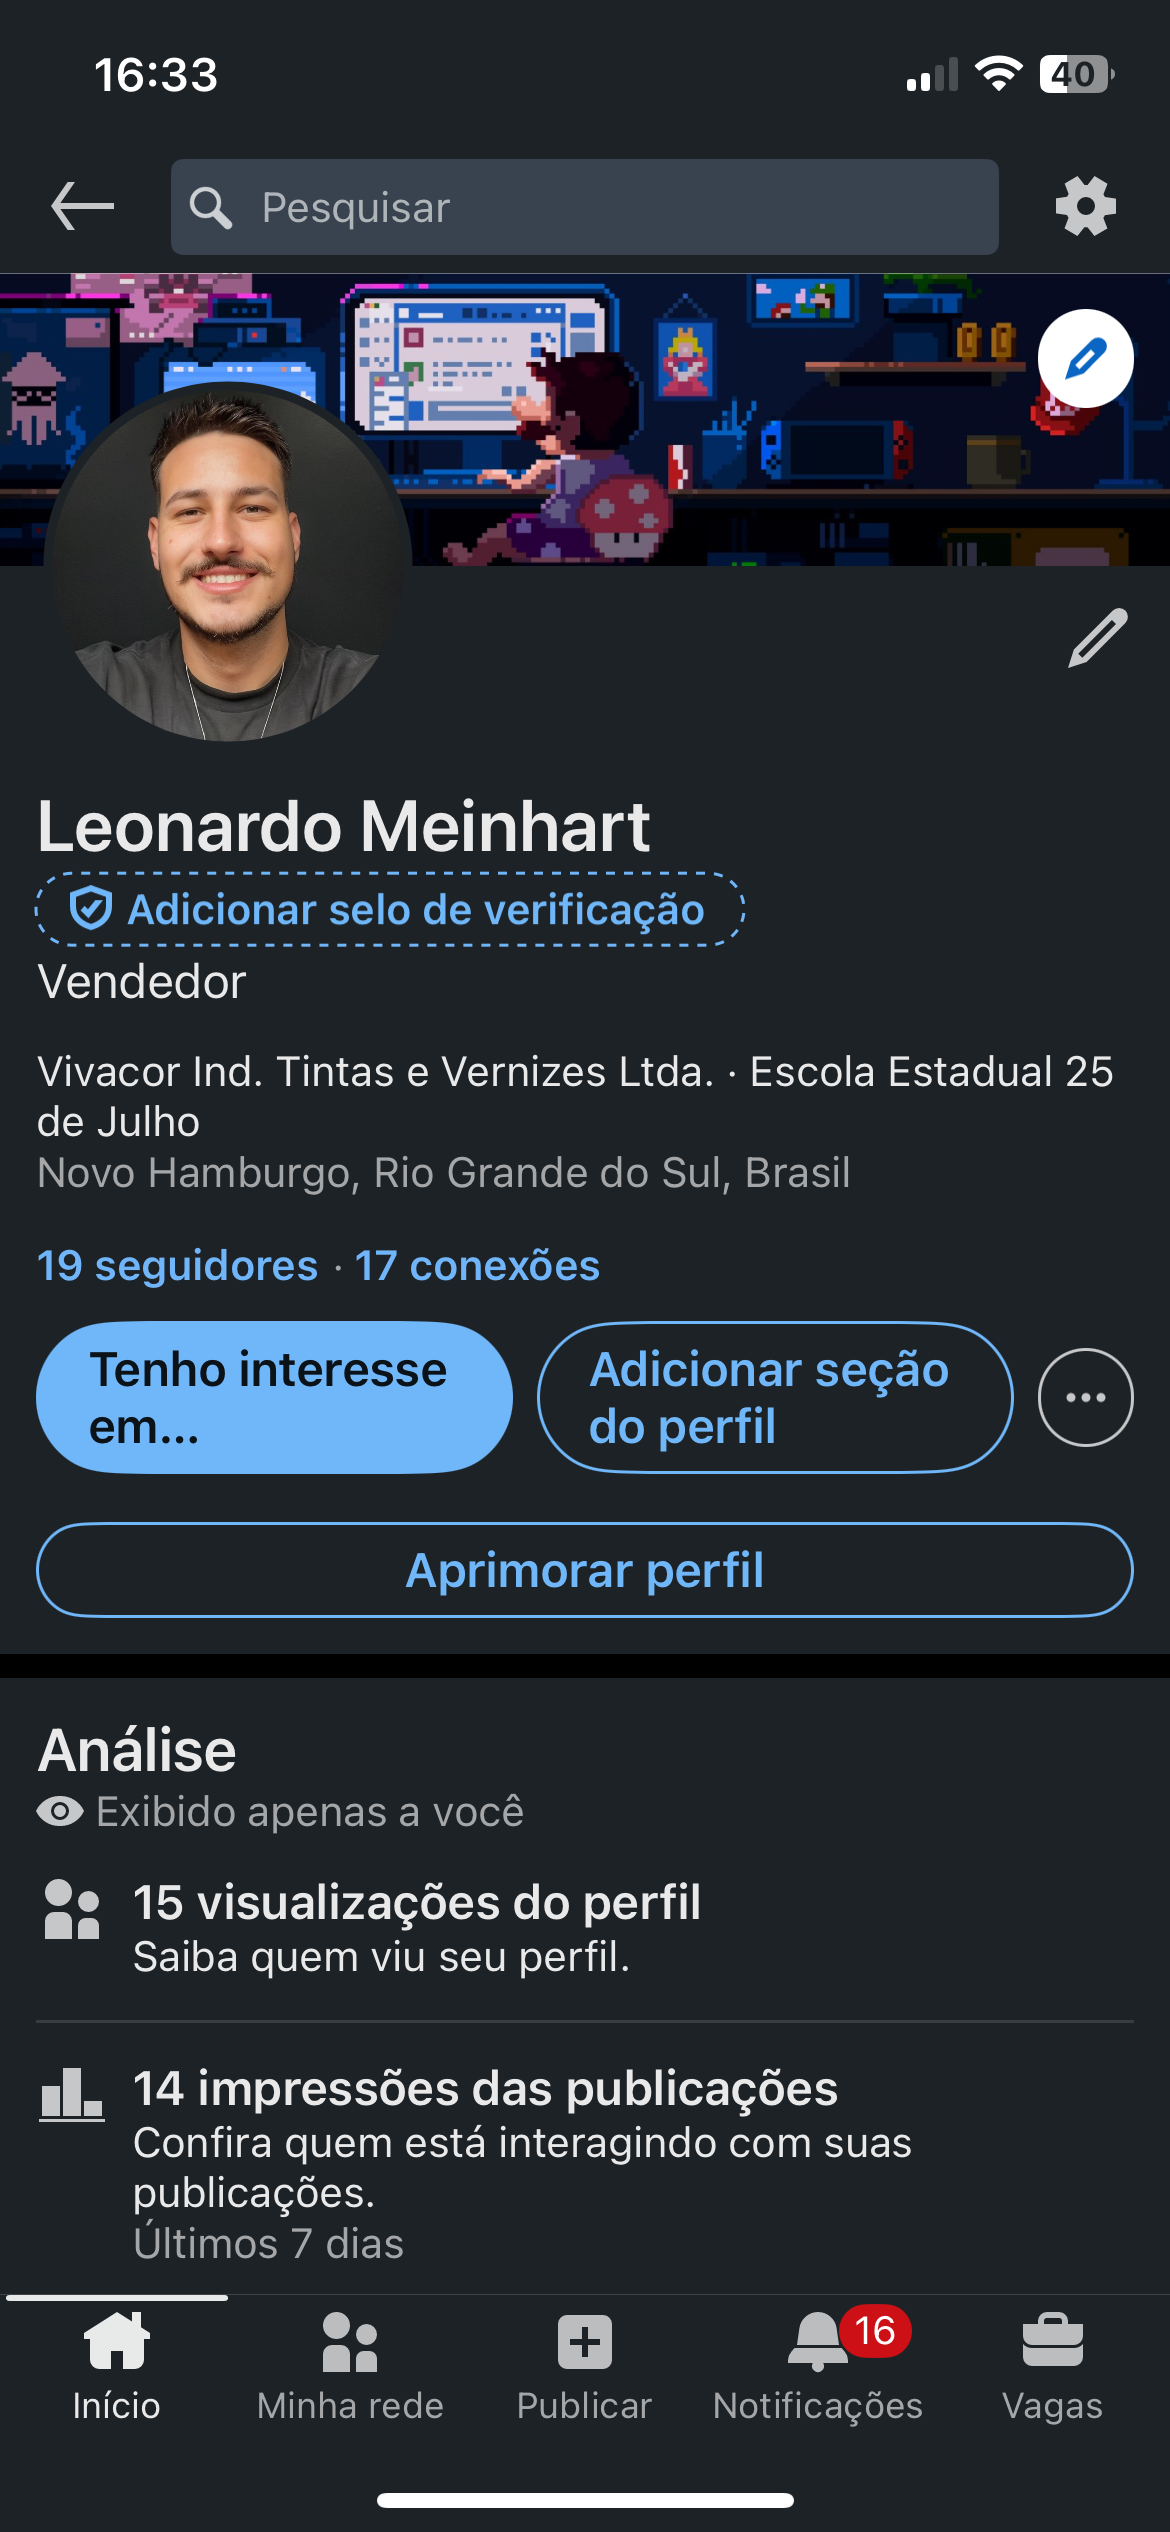 16:33
40
Pesquisar
Leonardo Meinhart
Adicionar selo de verificação
Vendedor
Vivacor Ind. Tintas e Vernizes Ltda. · Escola Estadual 25
de Julho
Novo Hamburgo, Rio Grande do Sul, Brasil
19 seguidores · 17 conexões
Tenho interesse
em...
Adicionar seção
do perfil
Aprimorar perfil
Análise
Exibido apenas a você
15 visualizações do perfil
Saiba quem viu seu perfil.
14 impressões das publicações
Confira quem está interagindo com suas
publicações.
Últimos 7 dias
16
Início
Minha rede
Publicar
Notificações
Vagas